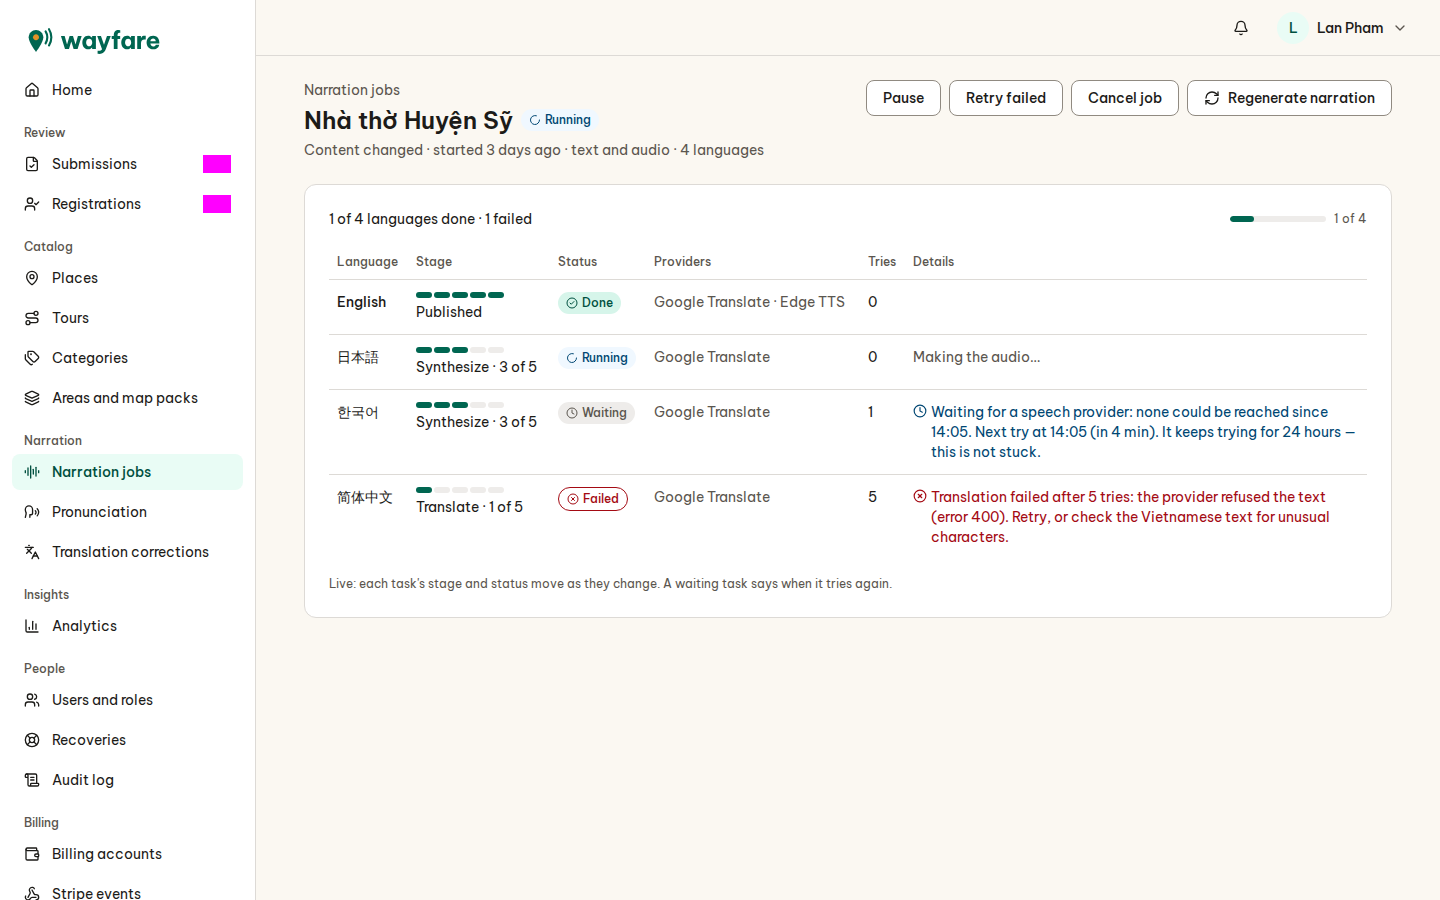 wayfare
L
Lan Pham
Home
Review
Submissions
Registrations
Catalog
Places
Tours
Categories
Areas and map packs
Narration
Narration jobs
Pronunciation
Translation corrections
Insights
Analytics
People
Users and roles
Recoveries
Audit log
Billing
Billing accounts
Stripe events
Narration jobs
Nhà thờ Huyện Sỹ
Running
Content changed · started 3 days ago · text and audio · 4 languages
Pause
Retry failed
Cancel job
Regenerate narration
1 of 4 languages done · 1 failed
1 of 4
Language Stage Status Providers Tries Details
English Published Done Google Translate · Edge TTS 0
日本語 Synthesize · 3 of 5 Running Google Translate 0 Making the audio...
한국어 Synthesize · 3 of 5 Waiting Google Translate 1 Waiting for a speech provider: none could be reached since
14:05. Next try at 14:05 (in 4 min). It keeps trying for 24 hours —
this is not stuck.
简体中文 Translate · 1 of 5 Failed Google Translate 5 Translation failed after 5 tries: the provider refused the text
(error 400). Retry, or check the Vietnamese text for unusual
characters.
Live: each task's stage and status move as they change. A waiting task says when it tries again.